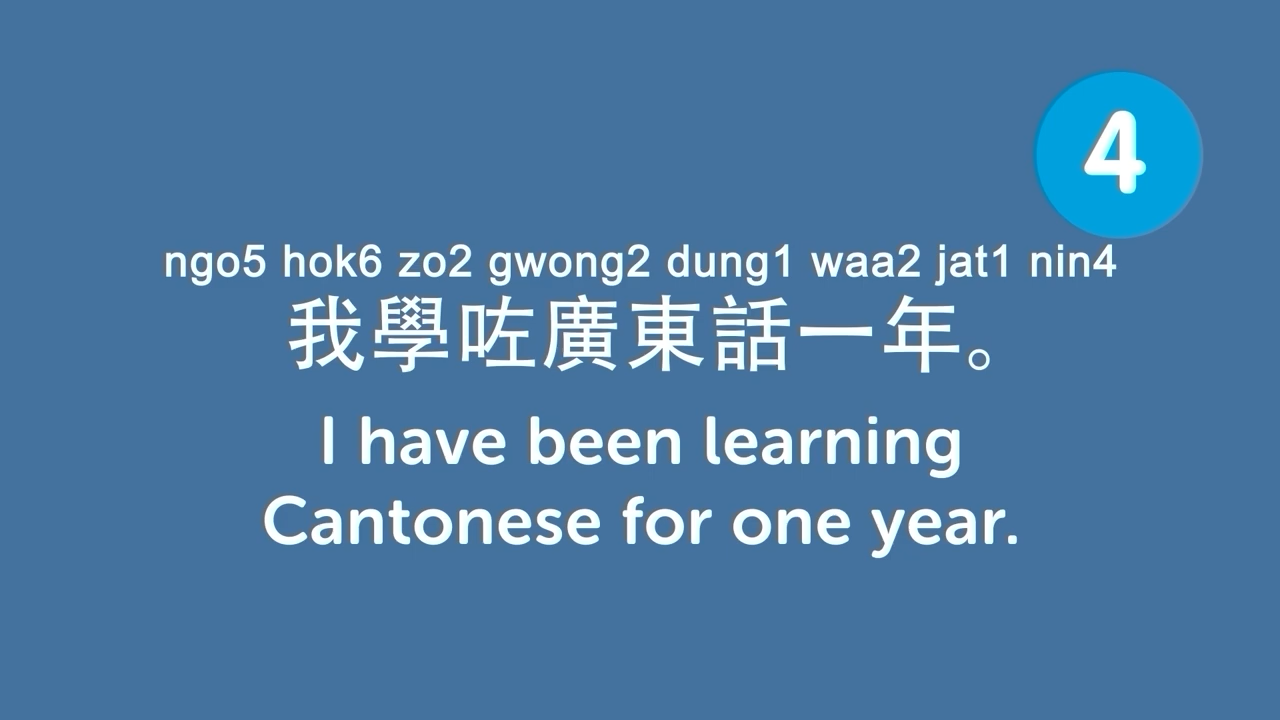 4
ngo5 hok6 zo2 gwong2 dung1 waa2 jat1 nin4
我學咗廣東話一年。
I have been learning
Cantonese for one year.